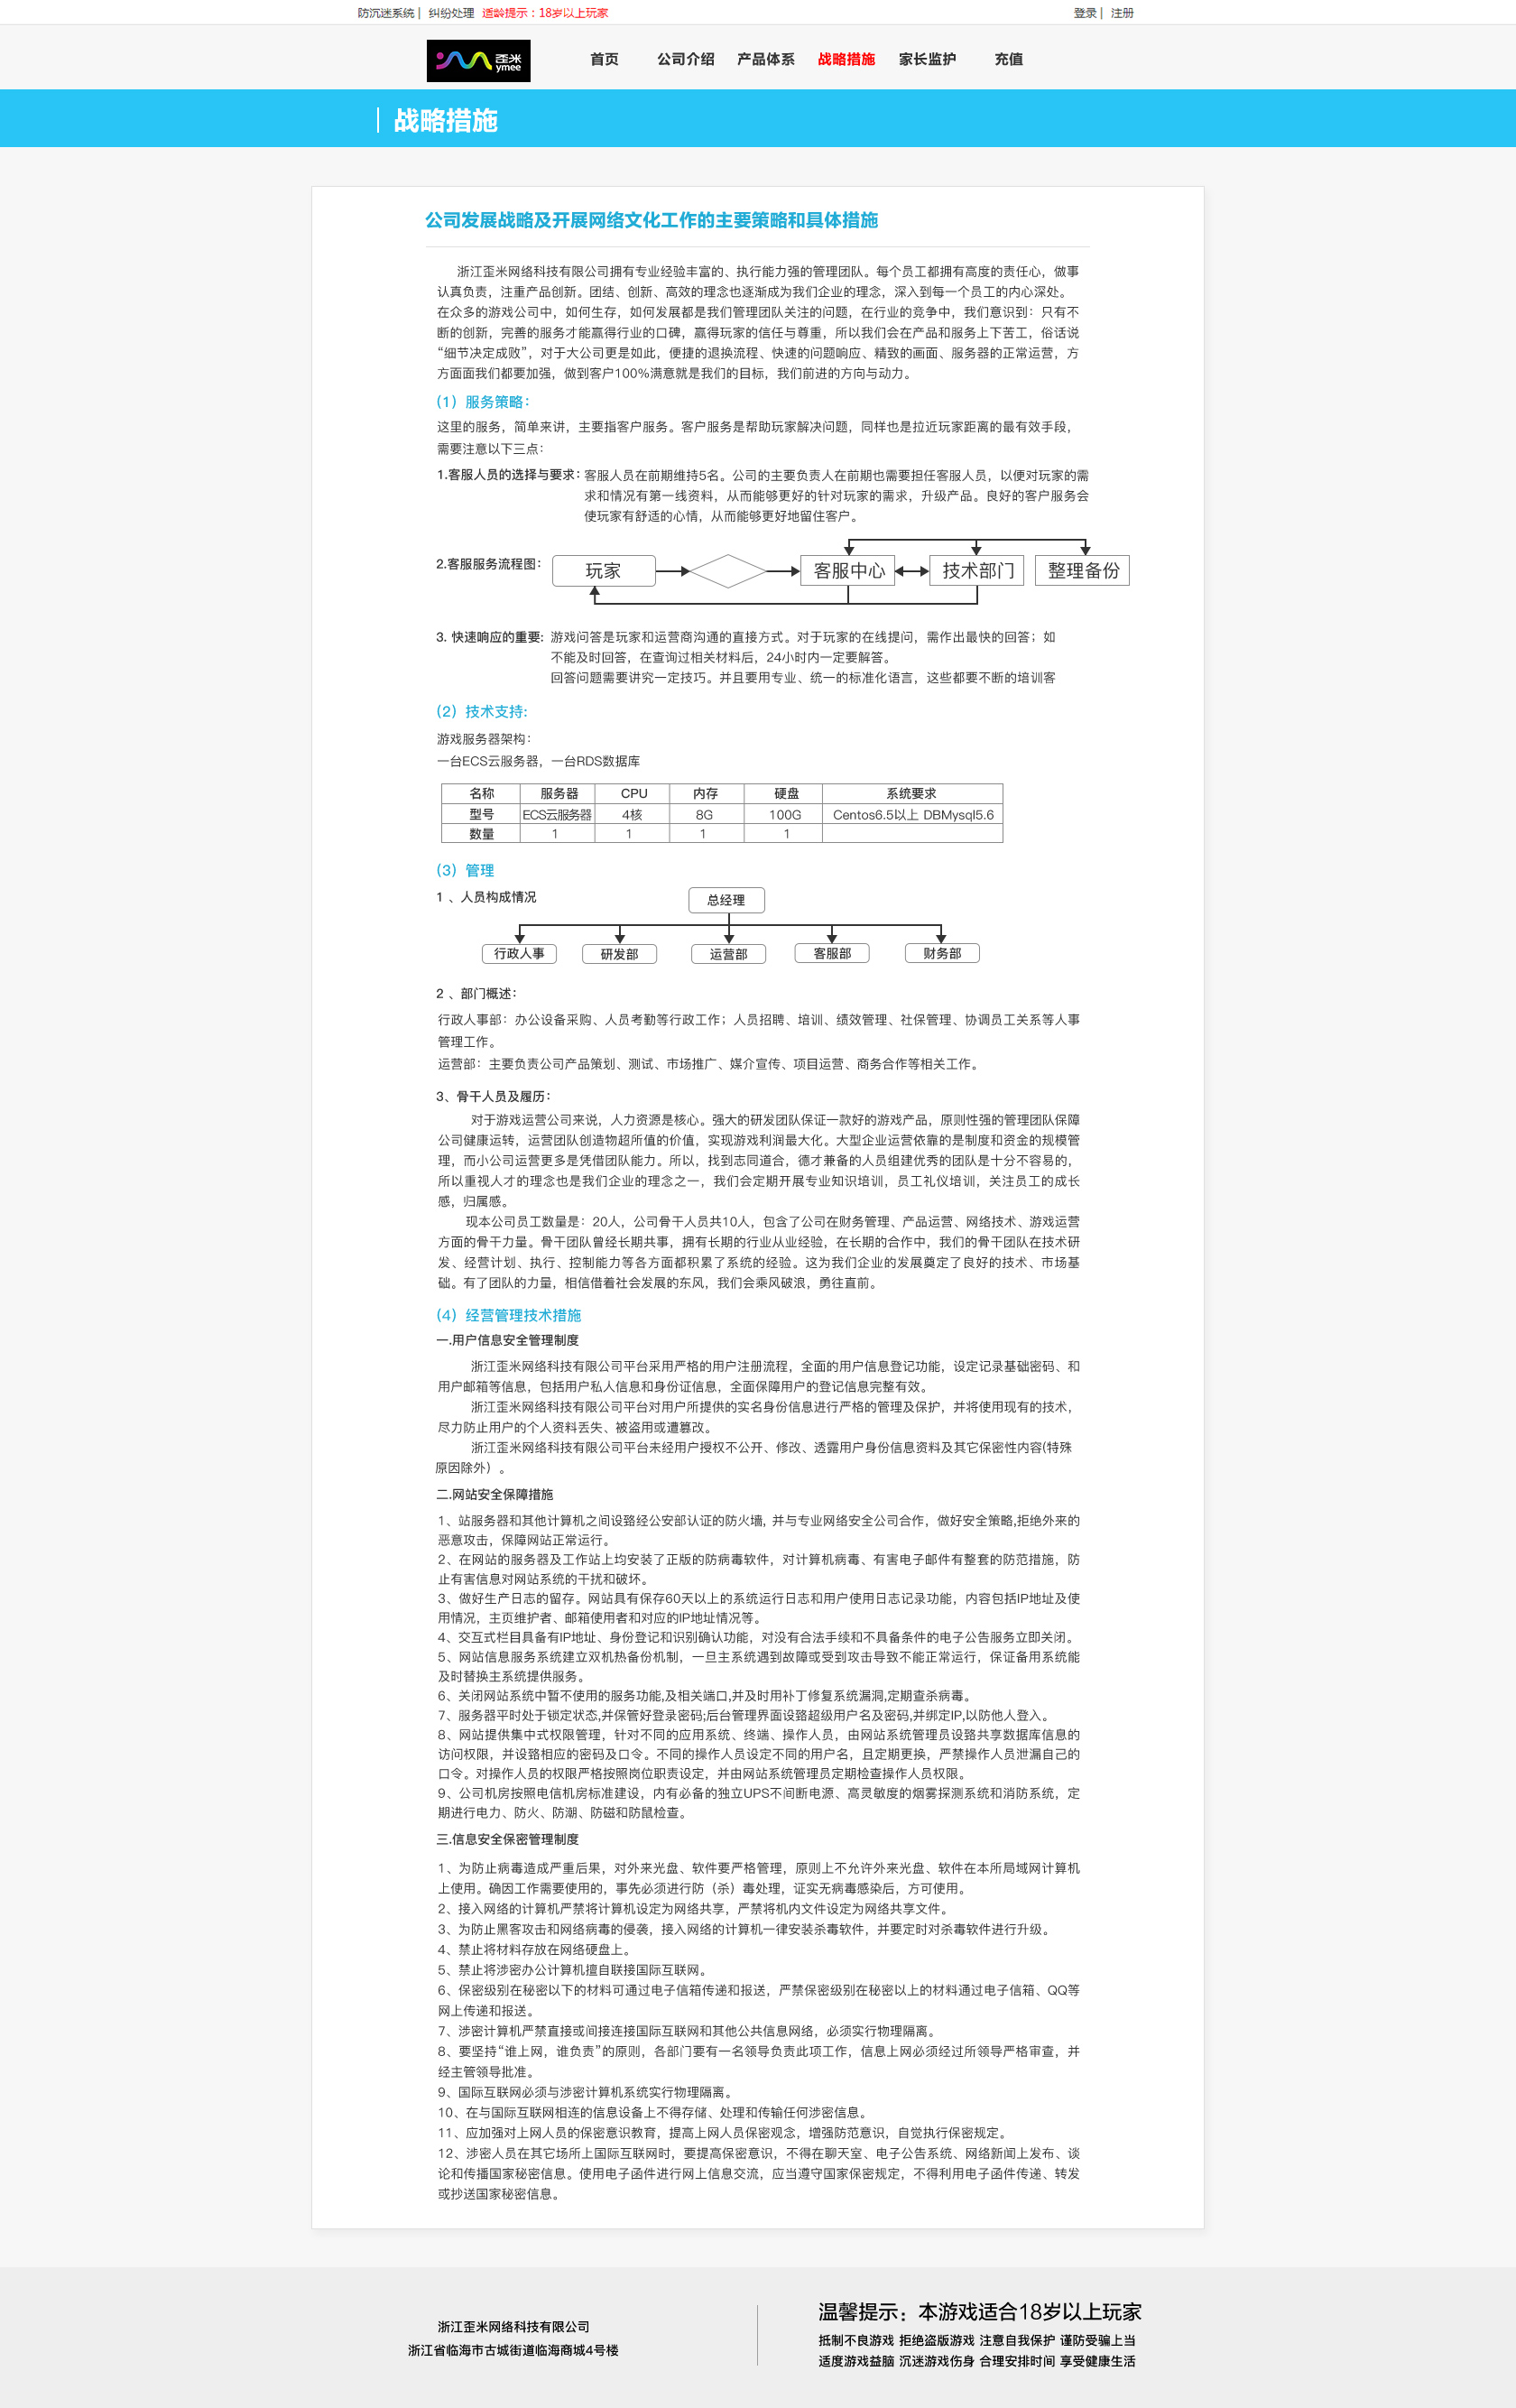 防沉迷系统 | 纠纷处理 适龄提示：18岁以上玩家 登录 | 注册
歪米 ymee 首页 公司介绍 产品体系 战略措施 家长监护 充值
战略措施
公司发展战略及开展网络文化工作的主要策略和具体措施
浙江歪米网络科技有限公司拥有专业经验丰富的、执行能力强的管理团队。每个员工都拥有高度的责任心，做事
认真负责，注重产品创新。团结、创新、高效的理念也逐渐成为我们企业的理念，深入到每一个员工的内心深处。
在众多的游戏公司中，如何生存，如何发展都是我们管理团队关注的问题，在行业的竞争中，我们意识到：只有不
断的创新，完善的服务才能赢得行业的口碑，赢得玩家的信任与尊重，所以我们会在产品和服务上下苦工，俗话说
“细节决定成败”，对于大公司更是如此，便捷的退换流程、快速的问题响应、精致的画面、服务器的正常运营，方
方面面我们都要加强，做到客户100%满意就是我们的目标，我们前进的方向与动力。
（1）服务策略：
这里的服务，简单来讲，主要指客户服务。客户服务是帮助玩家解决问题，同样也是拉近玩家距离的最有效手段，
需要注意以下三点：
1.客服人员的选择与要求：客服人员在前期维持5名。公司的主要负责人在前期也需要担任客服人员，以便对玩家的需
求和情况有第一线资料，从而能够更好的针对玩家的需求，升级产品。良好的客户服务会
使玩家有舒适的心情，从而能够更好地留住客户。
2.客服服务流程图： 玩家 客服中心 技术部门 整理备份
3. 快速响应的重要: 游戏问答是玩家和运营商沟通的直接方式。对于玩家的在线提问，需作出最快的回答；如
不能及时回答，在查询过相关材料后，24小时内一定要解答。
回答问题需要讲究一定技巧。并且要用专业、统一的标准化语言，这些都要不断的培训客
（2）技术支持:
游戏服务器架构：
一台ECS云服务器，一台RDS数据库
名称 服务器 CPU 内存 硬盘 系统要求
型号 ECS云服务器 4核 8G 100G Centos6.5以上 DBMysql5.6
数量 1 1 1 1
（3）管理
1 、人员构成情况
总经理
行政人事 研发部 运营部 客服部 财务部
2 、部门概述：
行政人事部：办公设备采购、人员考勤等行政工作；人员招聘、培训、绩效管理、社保管理、协调员工关系等人事
管理工作。
运营部：主要负责公司产品策划、测试、市场推广、媒介宣传、项目运营、商务合作等相关工作。
3、骨干人员及履历：
对于游戏运营公司来说，人力资源是核心。强大的研发团队保证一款好的游戏产品，原则性强的管理团队保障
公司健康运转，运营团队创造物超所值的价值，实现游戏利润最大化。大型企业运营依靠的是制度和资金的规模管
理，而小公司运营更多是凭借团队能力。所以，找到志同道合，德才兼备的人员组建优秀的团队是十分不容易的，
所以重视人才的理念也是我们企业的理念之一，我们会定期开展专业知识培训，员工礼仪培训，关注员工的成长
感，归属感。
现本公司员工数量是：20人，公司骨干人员共10人，包含了公司在财务管理、产品运营、网络技术、游戏运营
方面的骨干力量。骨干团队曾经长期共事，拥有长期的行业从业经验，在长期的合作中，我们的骨干团队在技术研
发、经营计划、执行、控制能力等各方面都积累了系统的经验。这为我们企业的发展奠定了良好的技术、市场基
础。有了团队的力量，相信借着社会发展的东风，我们会乘风破浪，勇往直前。
（4）经营管理技术措施
一.用户信息安全管理制度
浙江歪米网络科技有限公司平台采用严格的用户注册流程，全面的用户信息登记功能，设定记录基础密码、和
用户邮箱等信息，包括用户私人信息和身份证信息，全面保障用户的登记信息完整有效。
浙江歪米网络科技有限公司平台对用户所提供的实名身份信息进行严格的管理及保护，并将使用现有的技术，
尽力防止用户的个人资料丢失、被盗用或遭篡改。
浙江歪米网络科技有限公司平台未经用户授权不公开、修改、透露用户身份信息资料及其它保密性内容(特殊
原因除外）。
二.网站安全保障措施
1、站服务器和其他计算机之间设臵经公安部认证的防火墙, 并与专业网络安全公司合作，做好安全策略,拒绝外来的
恶意攻击，保障网站正常运行。
2、在网站的服务器及工作站上均安装了正版的防病毒软件，对计算机病毒、有害电子邮件有整套的防范措施，防
止有害信息对网站系统的干扰和破坏。
3、做好生产日志的留存。网站具有保存60天以上的系统运行日志和用户使用日志记录功能，内容包括IP地址及使
用情况，主页维护者、邮箱使用者和对应的IP地址情况等。
4、交互式栏目具备有IP地址、身份登记和识别确认功能，对没有合法手续和不具备条件的电子公告服务立即关闭。
5、网站信息服务系统建立双机热备份机制，一旦主系统遇到故障或受到攻击导致不能正常运行，保证备用系统能
及时替换主系统提供服务。
6、关闭网站系统中暂不使用的服务功能,及相关端口,并及时用补丁修复系统漏洞,定期查杀病毒。
7、服务器平时处于锁定状态,并保管好登录密码;后台管理界面设臵超级用户名及密码,并绑定IP,以防他人登入。
8、网站提供集中式权限管理，针对不同的应用系统、终端、操作人员，由网站系统管理员设臵共享数据库信息的
访问权限，并设臵相应的密码及口令。不同的操作人员设定不同的用户名，且定期更换，严禁操作人员泄漏自己的
口令。对操作人员的权限严格按照岗位职责设定，并由网站系统管理员定期检查操作人员权限。
9、公司机房按照电信机房标准建设，内有必备的独立UPS不间断电源、高灵敏度的烟雾探测系统和消防系统，定
期进行电力、防火、防潮、防磁和防鼠检查。
三.信息安全保密管理制度
1、为防止病毒造成严重后果，对外来光盘、软件要严格管理，原则上不允许外来光盘、软件在本所局域网计算机
上使用。确因工作需要使用的，事先必须进行防（杀）毒处理，证实无病毒感染后，方可使用。
2、接入网络的计算机严禁将计算机设定为网络共享，严禁将机内文件设定为网络共享文件。
3、为防止黑客攻击和网络病毒的侵袭，接入网络的计算机一律安装杀毒软件，并要定时对杀毒软件进行升级。
4、禁止将材料存放在网络硬盘上。
5、禁止将涉密办公计算机擅自联接国际互联网。
6、保密级别在秘密以下的材料可通过电子信箱传递和报送，严禁保密级别在秘密以上的材料通过电子信箱、QQ等
网上传递和报送。
7、涉密计算机严禁直接或间接连接国际互联网和其他公共信息网络，必须实行物理隔离。
8、要坚持“谁上网，谁负责”的原则，各部门要有一名领导负责此项工作，信息上网必须经过所领导严格审查，并
经主管领导批准。
9、国际互联网必须与涉密计算机系统实行物理隔离。
10、在与国际互联网相连的信息设备上不得存储、处理和传输任何涉密信息。
11、应加强对上网人员的保密意识教育，提高上网人员保密观念，增强防范意识，自觉执行保密规定。
12、涉密人员在其它场所上国际互联网时，要提高保密意识，不得在聊天室、电子公告系统、网络新闻上发布、谈
论和传播国家秘密信息。使用电子函件进行网上信息交流，应当遵守国家保密规定，不得利用电子函件传递、转发
或抄送国家秘密信息。
浙江歪米网络科技有限公司
浙江省临海市古城街道临海商城4号楼
温馨提示：本游戏适合18岁以上玩家
抵制不良游戏 拒绝盗版游戏 注意自我保护 谨防受骗上当
适度游戏益脑 沉迷游戏伤身 合理安排时间 享受健康生活